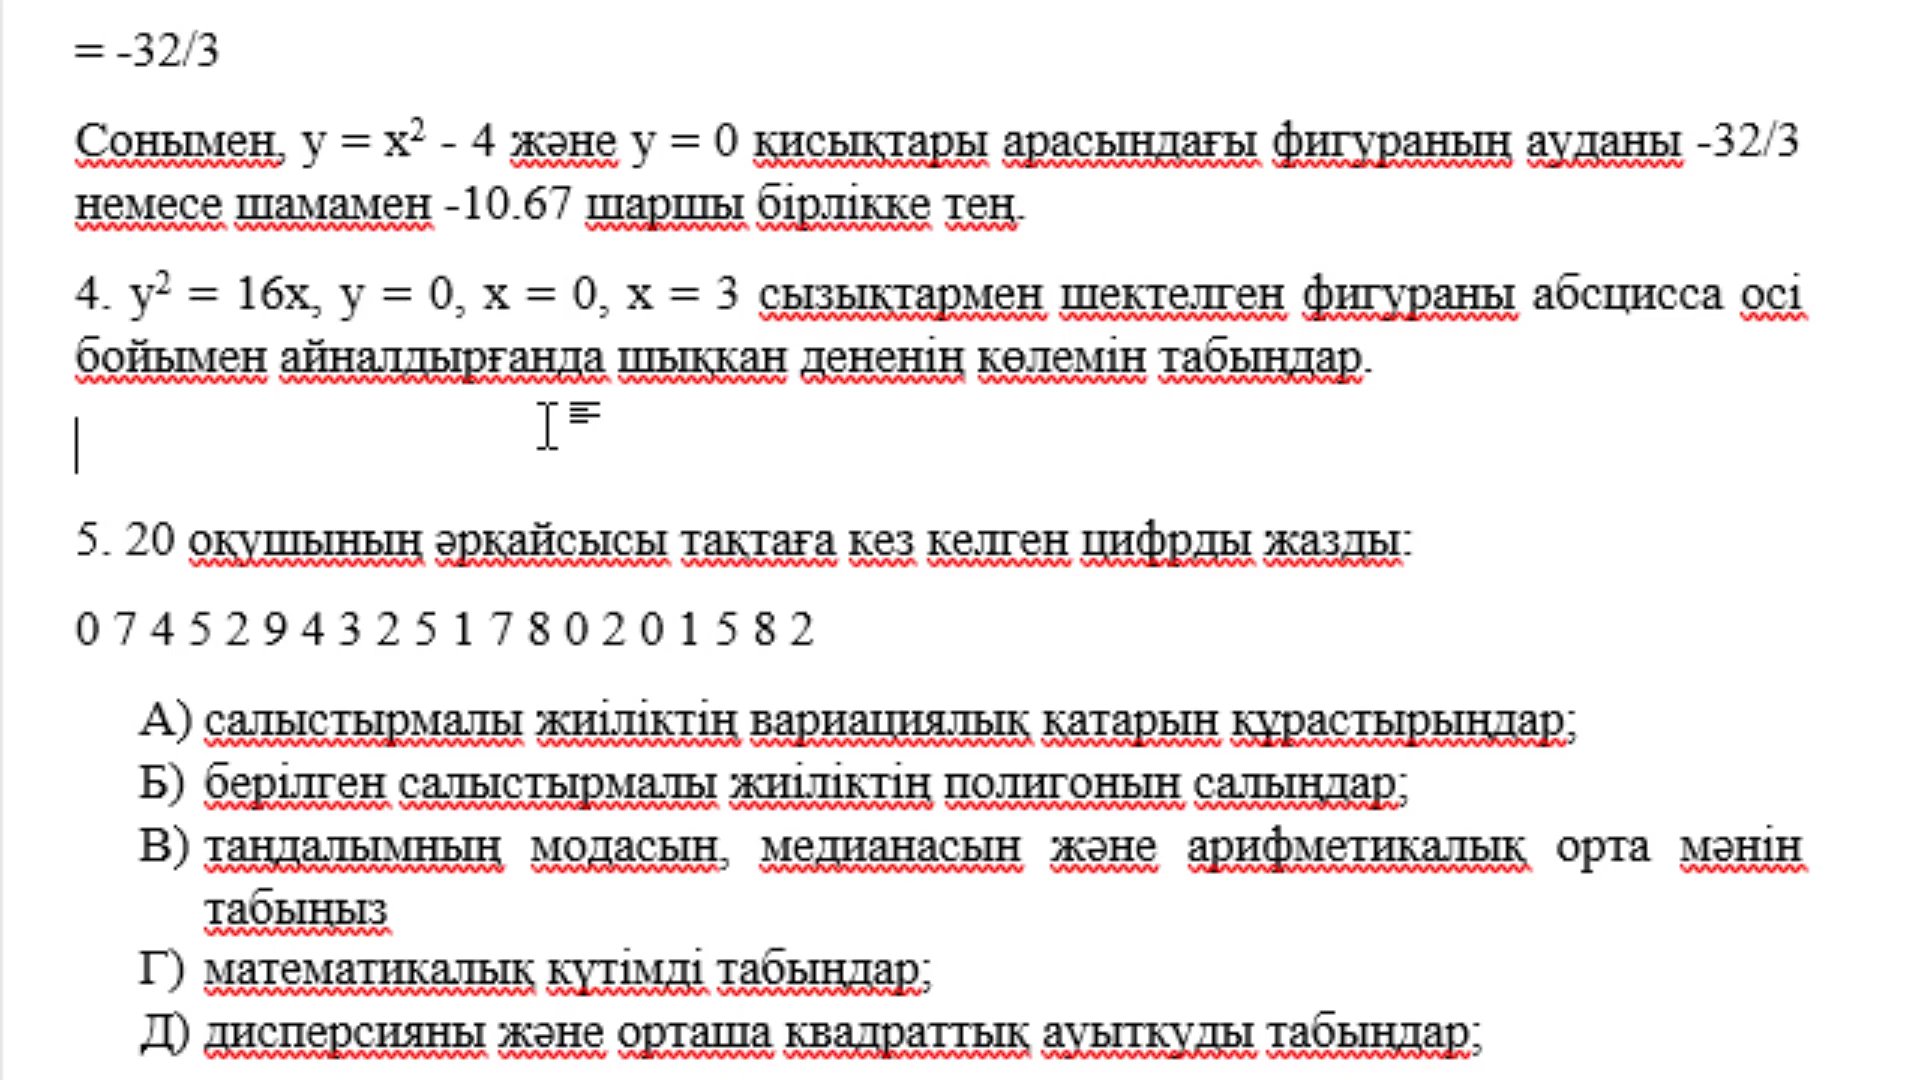 = -32/3
Сонымен, y = x² - 4 және y = 0 қисықтары арасындағы фигураның ауданы -32/3
немесе шамамен -10.67 шаршы бірлікке тең.
4. y² = 16x, y = 0, x = 0, x = 3 сызықтармен шектелген фигураны абсцисса осі
бойымен айналдырғанда шыққан дененің көлемін табыңдар.
5. 20 оқушының әрқайсысы тақтаға кез келген цифрды жазды:
0 7 4 5 2 9 4 3 2 5 1 7 8 0 2 0 1 5 8 2
А) салыстырмалы жиіліктің вариациялық қатарын құрастырыңдар;
Б) берілген салыстырмалы жиіліктің полигонын салыңдар;
В) таңдалымның модасын, медианасын және арифметикалық орта мәнін
табыңыз
Г) математикалық күтімді табыңдар;
Д) дисперсияны және орташа квадраттық ауытқуды табыңдар;